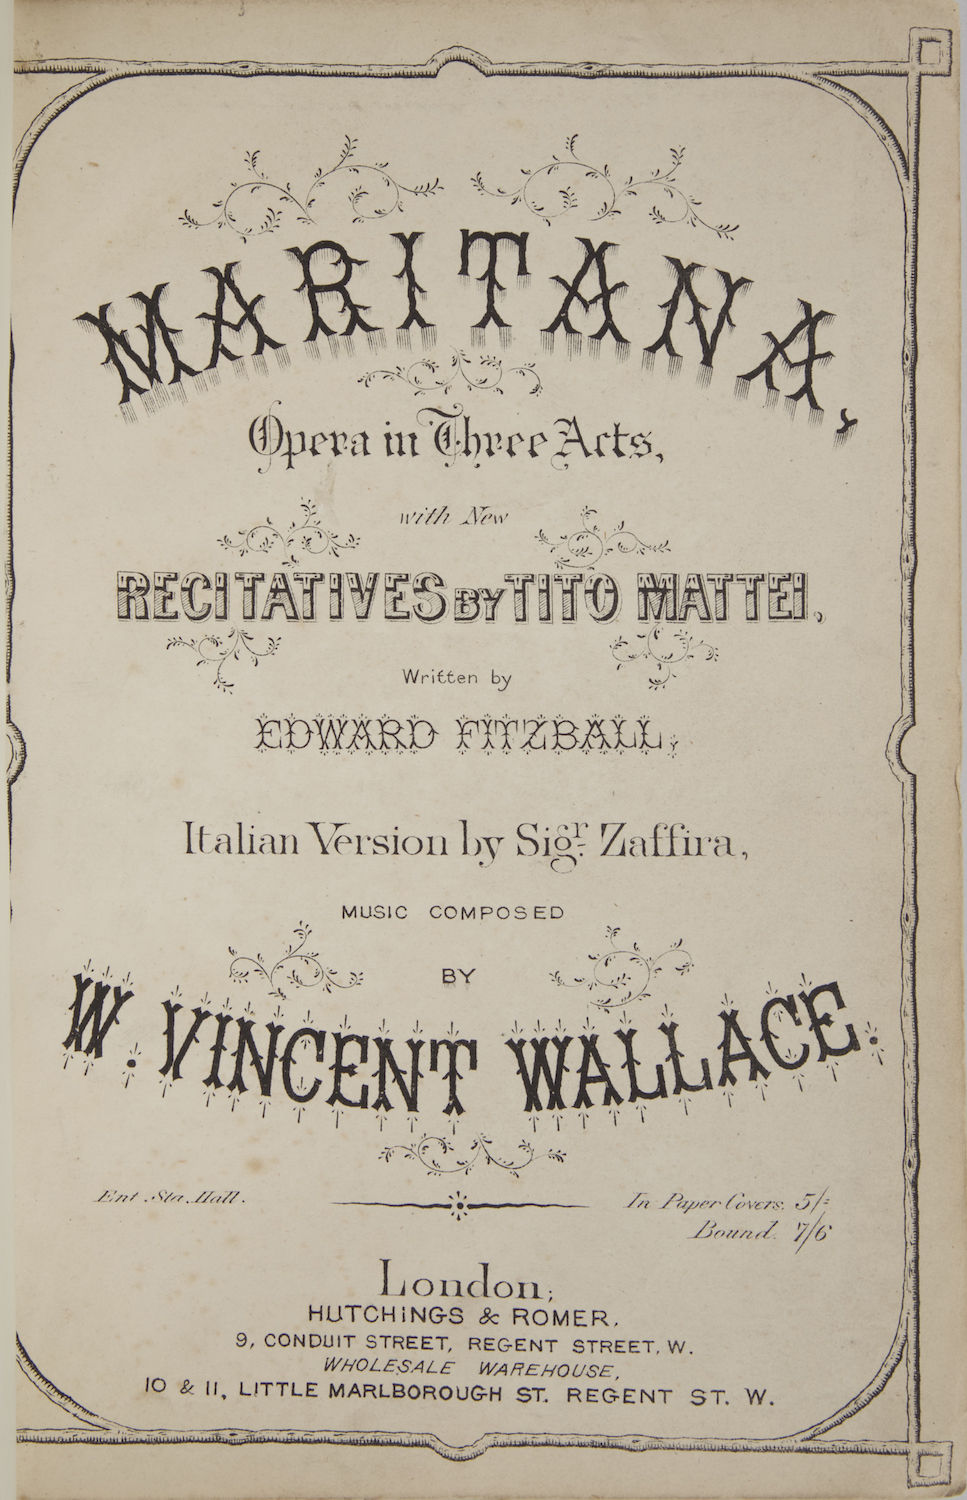 MARITANA,
Opera in Three Acts,
with New
RECITATIVES BY TITO MATTEI,
Written by
EDWARD FITZBALL;
Italian Version by Sigr. Zaffira,
MUSIC COMPOSED
BY
W. VINCENT WALLACE.
Ent. Sta. Hall.
In Paper Covers. 5/=
Bound. 7/6
London;
HUTCHINGS & ROMER,
9, CONDUIT STREET, REGENT STREET, W.
WHOLESALE WAREHOUSE,
10 & 11, LITTLE MARLBOROUGH ST. REGENT ST. W.